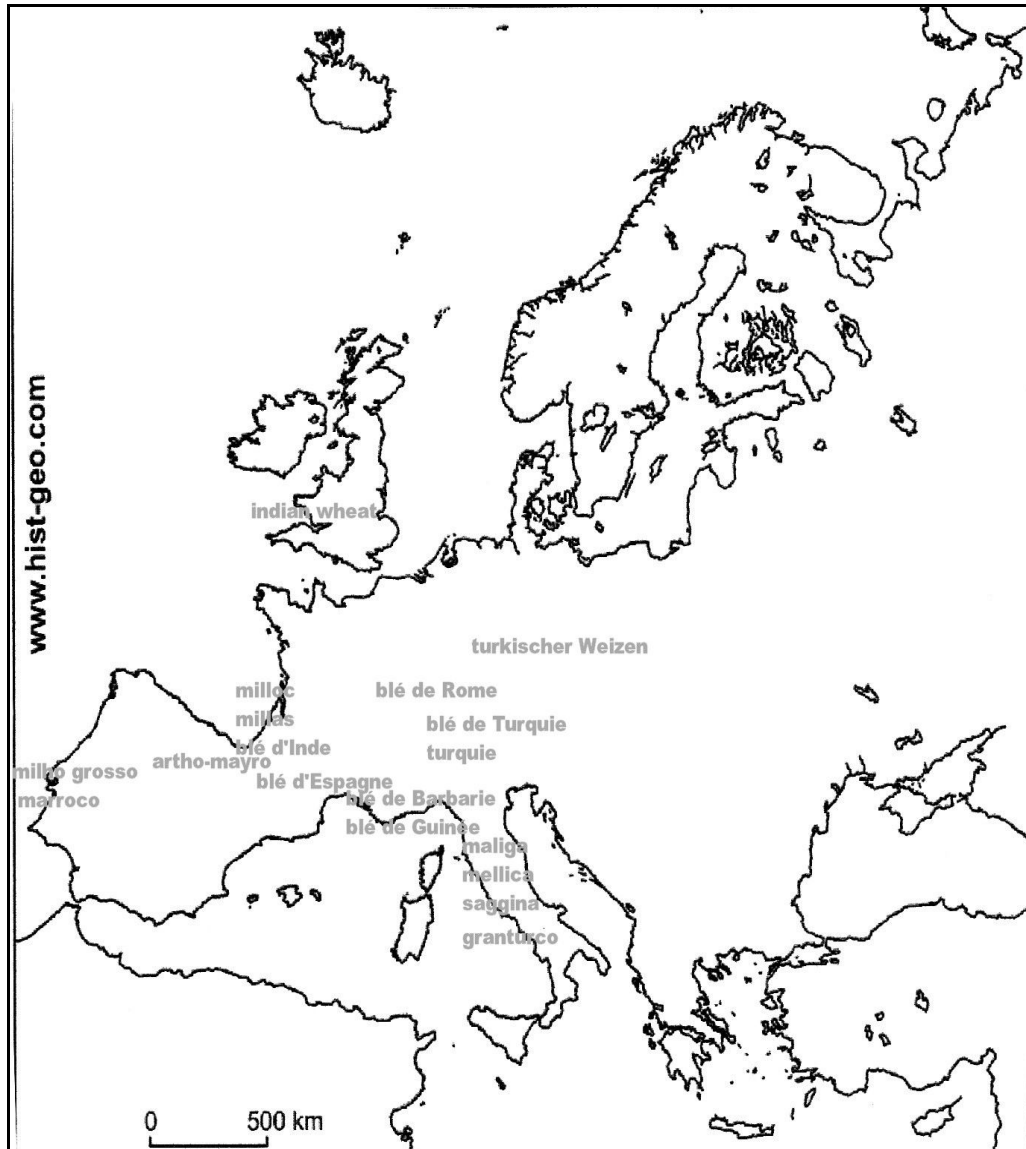 www.hist-geo.com
indian wheat
turkischer Weizen
milloc
blé de Rome
millas
blé de Turquie
blé d'Inde
turquie
artho-mayro
milho grosso
blé d'Espagne
marroco
blé de Barbarie
blé de Guinée
maliga
mellica
saggina
granturco
0 500 km